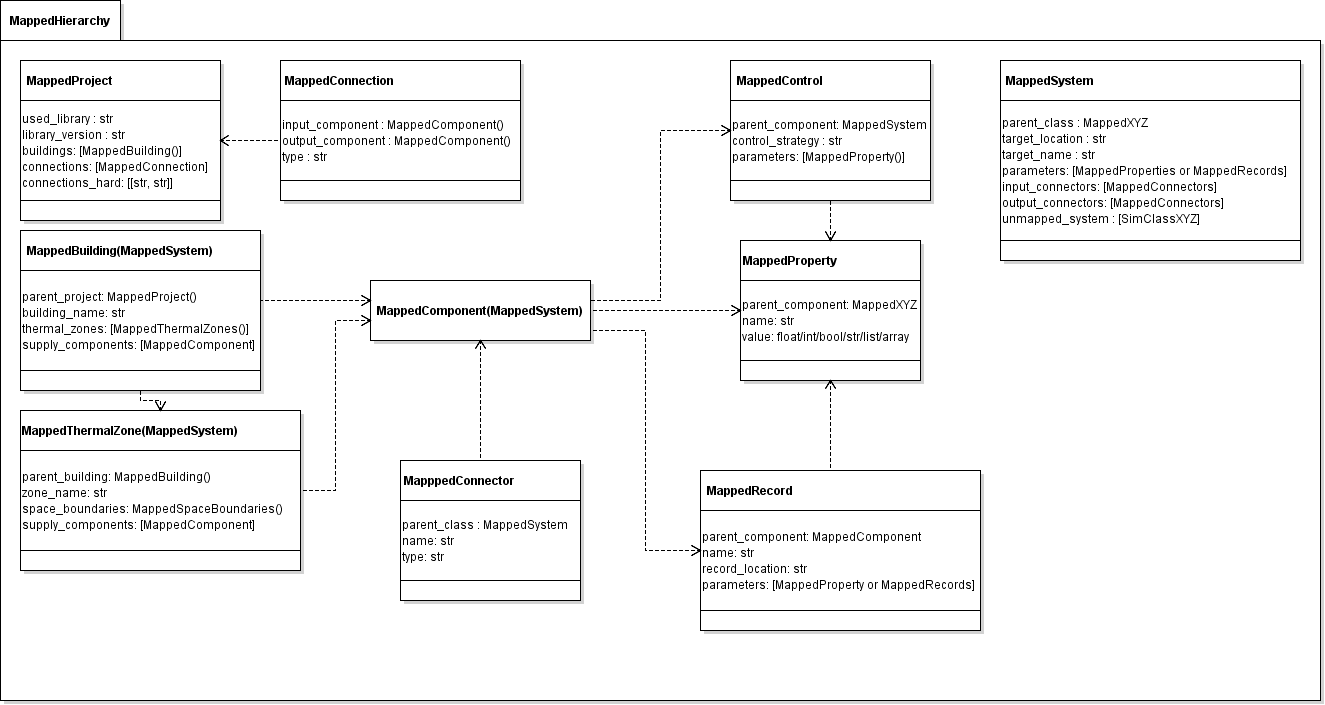 MappedHierarchy
MappedProject
used_library : str
library_version : str
buildings: [MappedBuilding()]
connections: [MappedConnection]
connections_hard: [[str, str]]
MappedConnection
input_component : MappedComponent()
output_component : MappedComponent()
type : str
MappedControl
parent_component: MappedSystem
control_strategy : str
parameters: [MappedProperty()]
MappedSystem
parent_class : MappedXYZ
target_location : str
target_name : str
parameters: [MappedProperties or MappedRecords]
input_connectors: [MappedConnectors]
output_connectors: [MappedConnectors]
unmapped_system : [SimClassXYZ]
MappedBuilding(MappedSystem)
parent_project: MappedProject()
building_name: str
thermal_zones: [MappedThermalZones()]
supply_components: [MappedComponent]
MappedComponent(MappedSystem)
MappedProperty
parent_component: MappedXYZ
name: str
value: float/int/bool/str/list/array
MappedThermalZone(MappedSystem)
parent_building: MappedBuilding()
zone_name: str
space_boundaries: MappedSpaceBoundaries()
supply_components: [MappedComponent]
MapppedConnector
parent_class : MappedSystem
name: str
type: str
MappedRecord
parent_component: MappedComponent
name: str
record_location: str
parameters: [MappedProperty or MappedRecords]